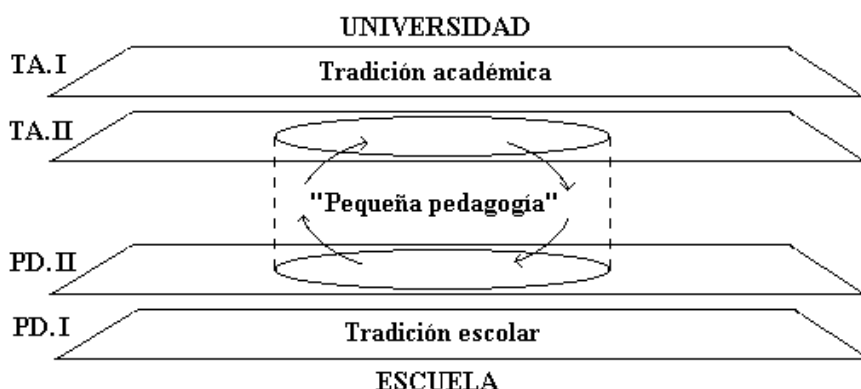 UNIVERSIDAD
TA.I
Tradición académica
TA.II
"Pequeña pedagogía"
PD.II
PD.I
Tradición escolar
ESCUELA